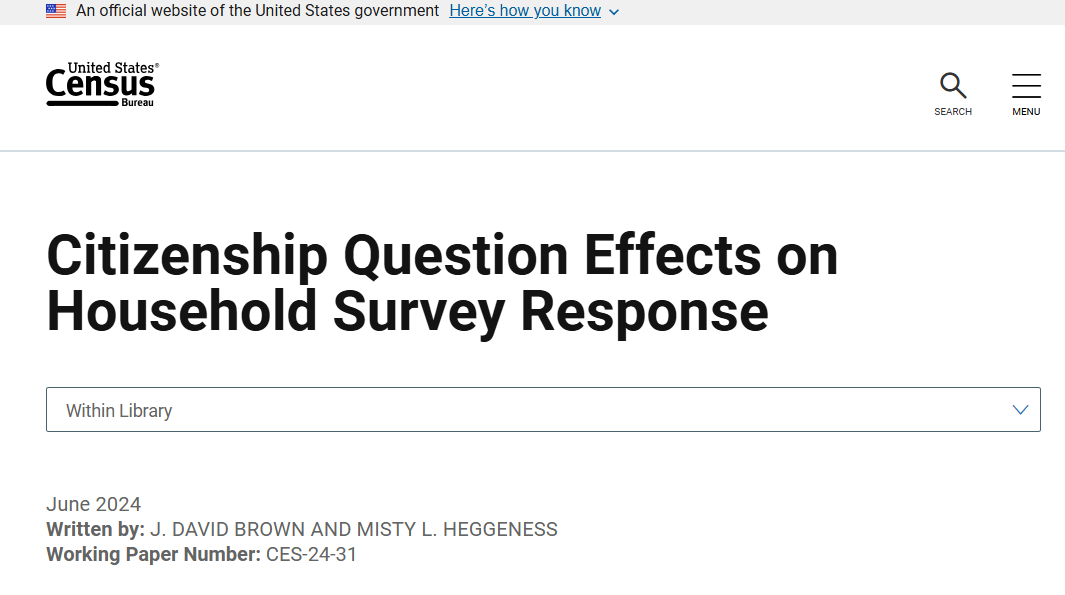 An official website of the United States government Here’s how you know
United States®
Census
Bureau
SEARCH
MENU
Citizenship Question Effects on
Household Survey Response
Within Library
June 2024
Written by: J. DAVID BROWN AND MISTY L. HEGGENESS
Working Paper Number: CES-24-31